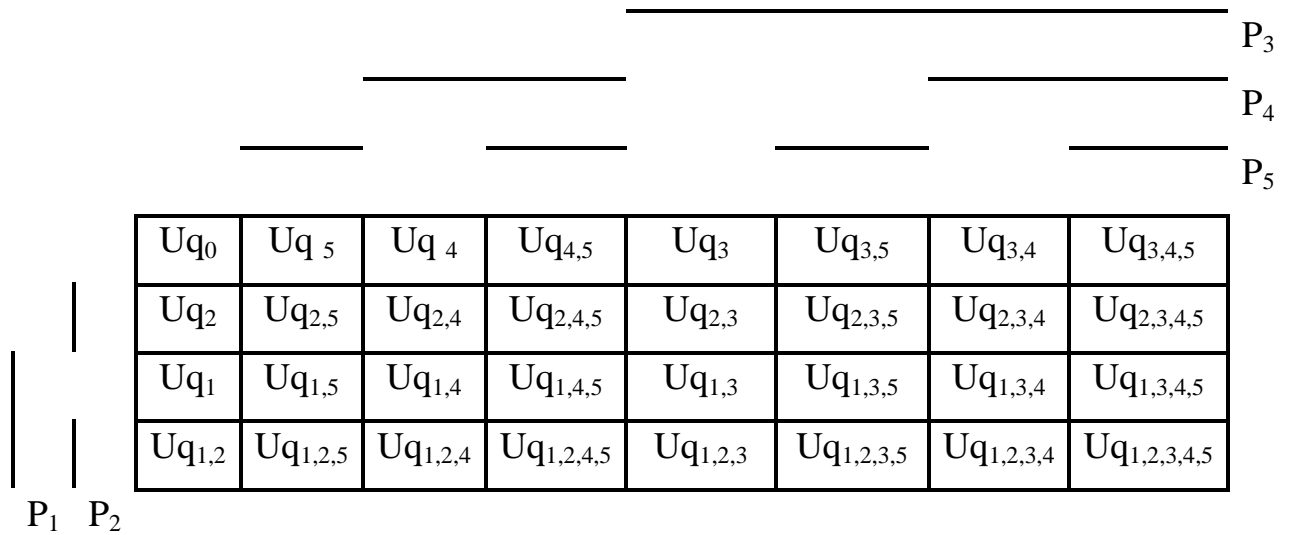 P₃
P₄
P₅
Uq₀ Uq ₅ Uq ₄ Uq₄,₅ Uq₃ Uq₃,₅ Uq₃,₄ Uq₃,₄,₅
Uq₂ Uq₂,₅ Uq₂,₄ Uq₂,₄,₅ Uq₂,₃ Uq₂,₃,₅ Uq₂,₃,₄ Uq₂,₃,₄,₅
Uq₁ Uq₁,₅ Uq₁,₄ Uq₁,₄,₅ Uq₁,₃ Uq₁,₃,₅ Uq₁,₃,₄ Uq₁,₃,₄,₅
Uq₁,₂ Uq₁,₂,₅ Uq₁,₂,₄ Uq₁,₂,₄,₅ Uq₁,₂,₃ Uq₁,₂,₃,₅ Uq₁,₂,₃,₄ Uq₁,₂,₃,₄,₅
P₁ P₂